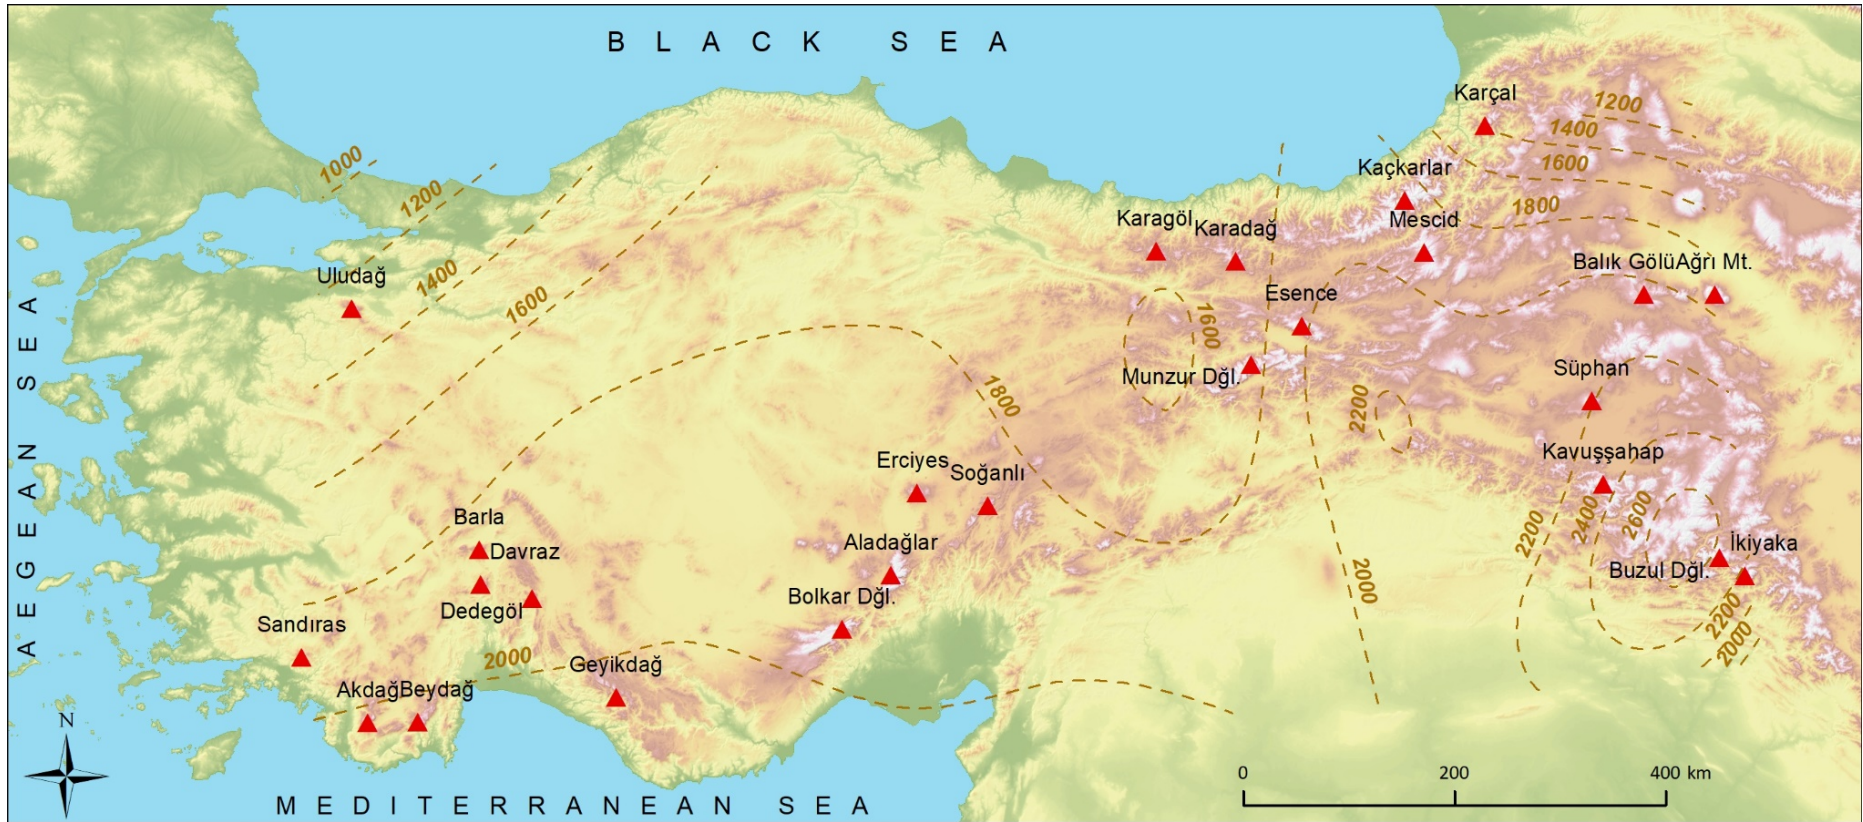 BLACK SEA
Karçal
1200
1400
1000
1600
Kaçkarlar
1200
1800
Karagöl
Karadağ
Mescid
Uludağ
1400
Balık Gölü
Ağrı Mt.
1600
Esence
1600
AEGEAN SEA
Munzur Dğl.
Süphan
1800
2200
Kavuşşahap
Erciyes
Soğanlı
Barla
2600
2400
2200
Davraz
Aladağlar
İkiyaka
Buzul Dğl.
2000
Bolkar Dğl.
Dedegöl
Sandıras
2200
2000
2000
Geyikdağ
Akdağ
Beydağ
N
0 200 400 km
MEDITERRANEAN SEA